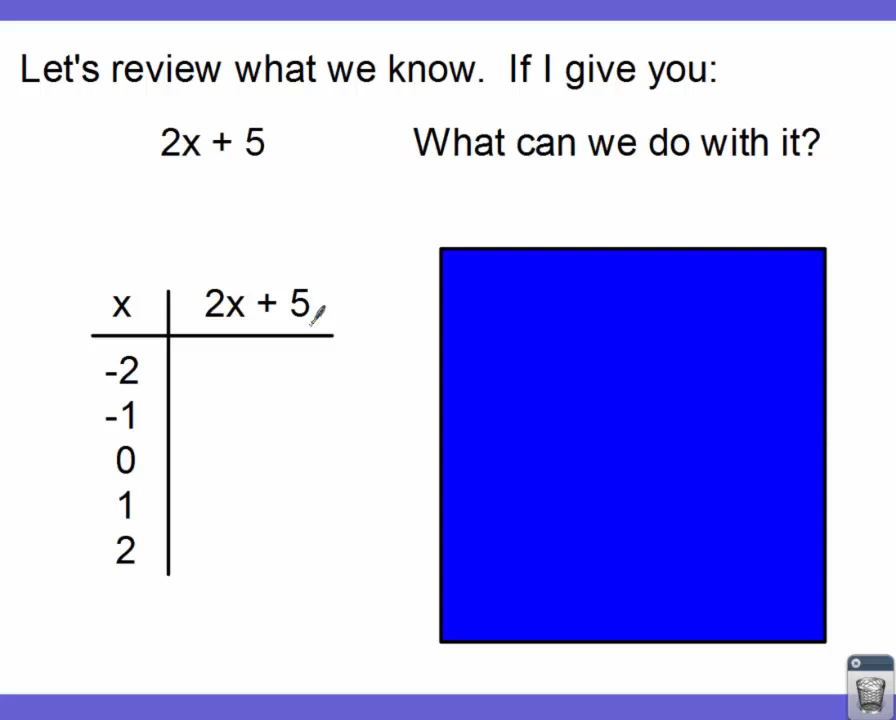 Let's review what we know. If I give you:
2x + 5 What can we do with it?
x 2x + 5
-2
-1
0
1
2